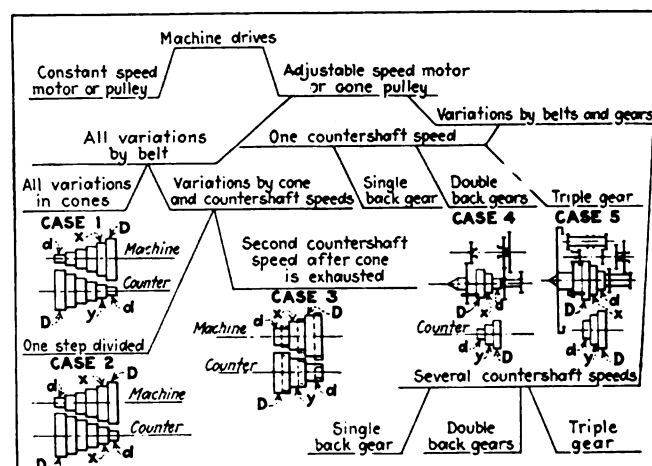 Machine drives
Constant speed
motor or pulley
Adjustable speed motor
or cone pulley
Variations by belts and gears
All variations
by belt
One countershaft speed
All variations
in cones
Variations by cone
and countershaft speeds
Single
back gear
Double
back gears
Triple gear
CASE 1
D
x
d
Machine
Counter
D
y
d
Second countershaft
speed after cone
is exhausted
CASE 3
D
x
d
Machine
Counter
D
y
d
CASE 4
D
x
d
Counter
d
y
D
CASE 5
D
d
x
x
D
One step divided
CASE 2
D
x
d
Machine
Counter
D
x
d
Several countershaft speeds
Single
back gear
Double
back gears
Triple
gear